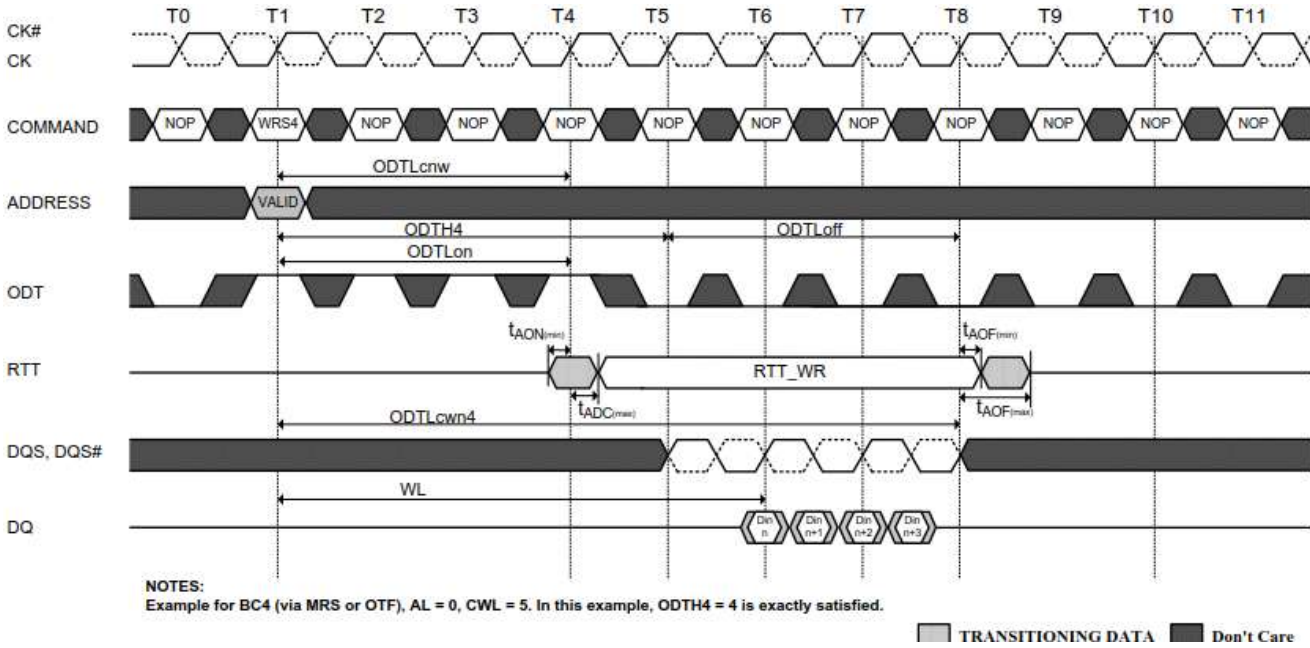 T0 T1 T2 T3 T4 T5 T6 T7 T8 T9 T10 T11
CK#
CK
COMMAND NOP WRS4 NOP NOP NOP NOP NOP NOP NOP NOP NOP NOP
ODTLcnw
ADDRESS VALID
ODTH4 ODTLoff
ODTLon
ODT
tAON(min) tAOF(min)
RTT RTT_WR
tADC(max) tAOF(max)
ODTLcwn4
DQS, DQS#
WL
DQ Din n Din n+1 Din n+2 Din n+3
NOTES:
Example for BC4 (via MRS or OTF), AL = 0, CWL = 5. In this example, ODTH4 = 4 is exactly satisfied.
TRANSITIONING DATA Don't Care